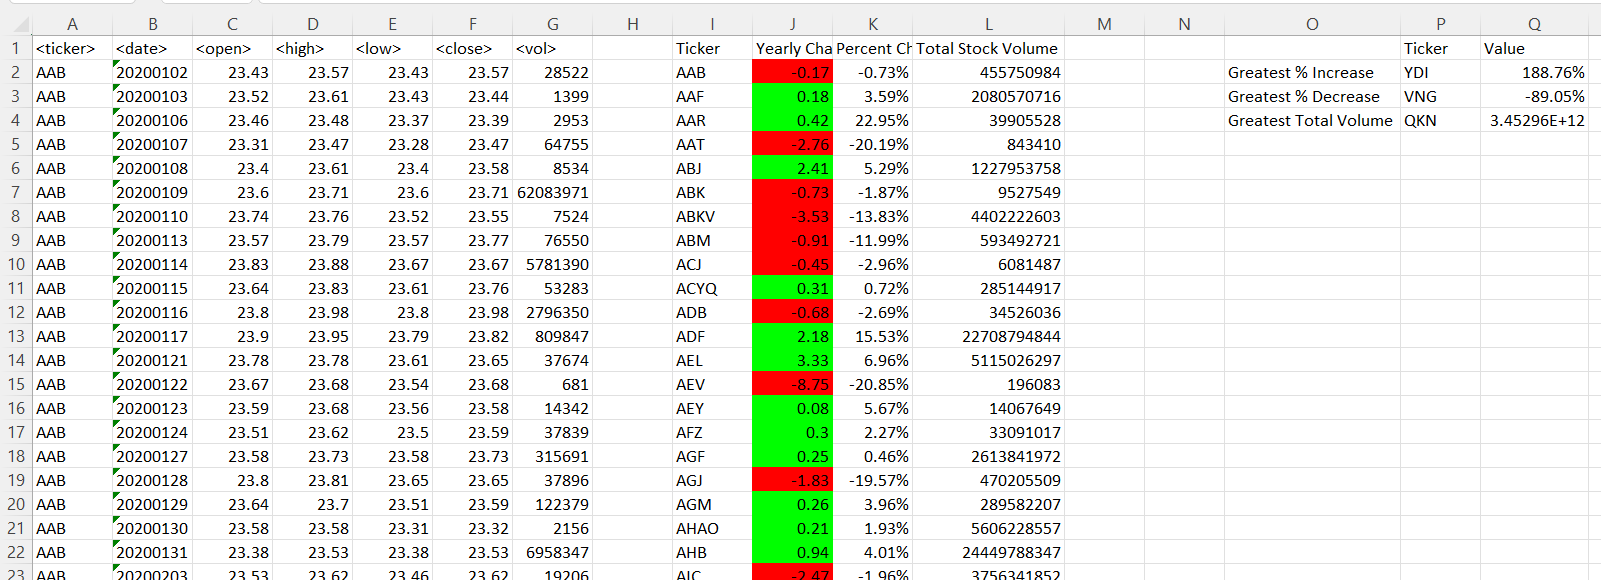 A B C D E F G H I J K L M N O P Q
1 <ticker> <date> <open> <high> <low> <close> <vol> Ticker Yearly Cha Percent Ch Total Stock Volume Ticker Value
2 AAB 20200102 23.43 23.57 23.43 23.57 28522 AAB -0.17 -0.73% 455750984 Greatest % Increase YDI 188.76%
3 AAB 20200103 23.52 23.61 23.43 23.44 1399 AAF 0.18 3.59% 2080570716 Greatest % Decrease VNG -89.05%
4 AAB 20200106 23.46 23.48 23.37 23.39 2953 AAR 0.42 22.95% 39905528 Greatest Total Volume QKN 3.45296E+12
5 AAB 20200107 23.31 23.47 23.28 23.47 64755 AAT -2.76 -20.19% 843410
6 AAB 20200108 23.4 23.61 23.4 23.58 8534 ABJ 2.41 5.29% 1227953758
7 AAB 20200109 23.6 23.71 23.6 23.71 62083971 ABK -0.73 -1.87% 9527549
8 AAB 20200110 23.74 23.76 23.52 23.55 7524 ABKV -3.53 -13.83% 4402222603
9 AAB 20200113 23.57 23.79 23.57 23.77 76550 ABM -0.91 -11.99% 593492721
10 AAB 20200114 23.83 23.88 23.67 23.67 5781390 ACJ -0.45 -2.96% 6081487
11 AAB 20200115 23.64 23.83 23.61 23.76 53283 ACYQ 0.31 0.72% 285144917
12 AAB 20200116 23.8 23.98 23.8 23.98 2796350 ADB -0.68 -2.69% 34526036
13 AAB 20200117 23.9 23.95 23.79 23.82 809847 ADF 2.18 15.53% 22708794844
14 AAB 20200121 23.78 23.78 23.61 23.65 37674 AEL 3.33 6.96% 5115026297
15 AAB 20200122 23.67 23.68 23.54 23.68 681 AEV -8.75 -20.85% 196083
16 AAB 20200123 23.59 23.68 23.56 23.58 14342 AEY 0.08 5.67% 14067649
17 AAB 20200124 23.51 23.62 23.5 23.59 37839 AFZ 0.3 2.27% 33091017
18 AAB 20200127 23.58 23.73 23.58 23.73 315691 AGF 0.25 0.46% 2613841972
19 AAB 20200128 23.8 23.81 23.65 23.65 37896 AGJ -1.83 -19.57% 470205509
20 AAB 20200129 23.64 23.7 23.51 23.59 122379 AGM 0.26 3.96% 289582207
21 AAB 20200130 23.58 23.58 23.31 23.32 2156 AHAO 0.21 1.93% 5606228557
22 AAB 20200131 23.38 23.53 23.38 23.53 6958347 AHB 0.94 4.01% 24449788347
23 AAB 20200203 23.53 23.62 23.46 23.62 19206 AIC -2.47 -1.96% 3756341852